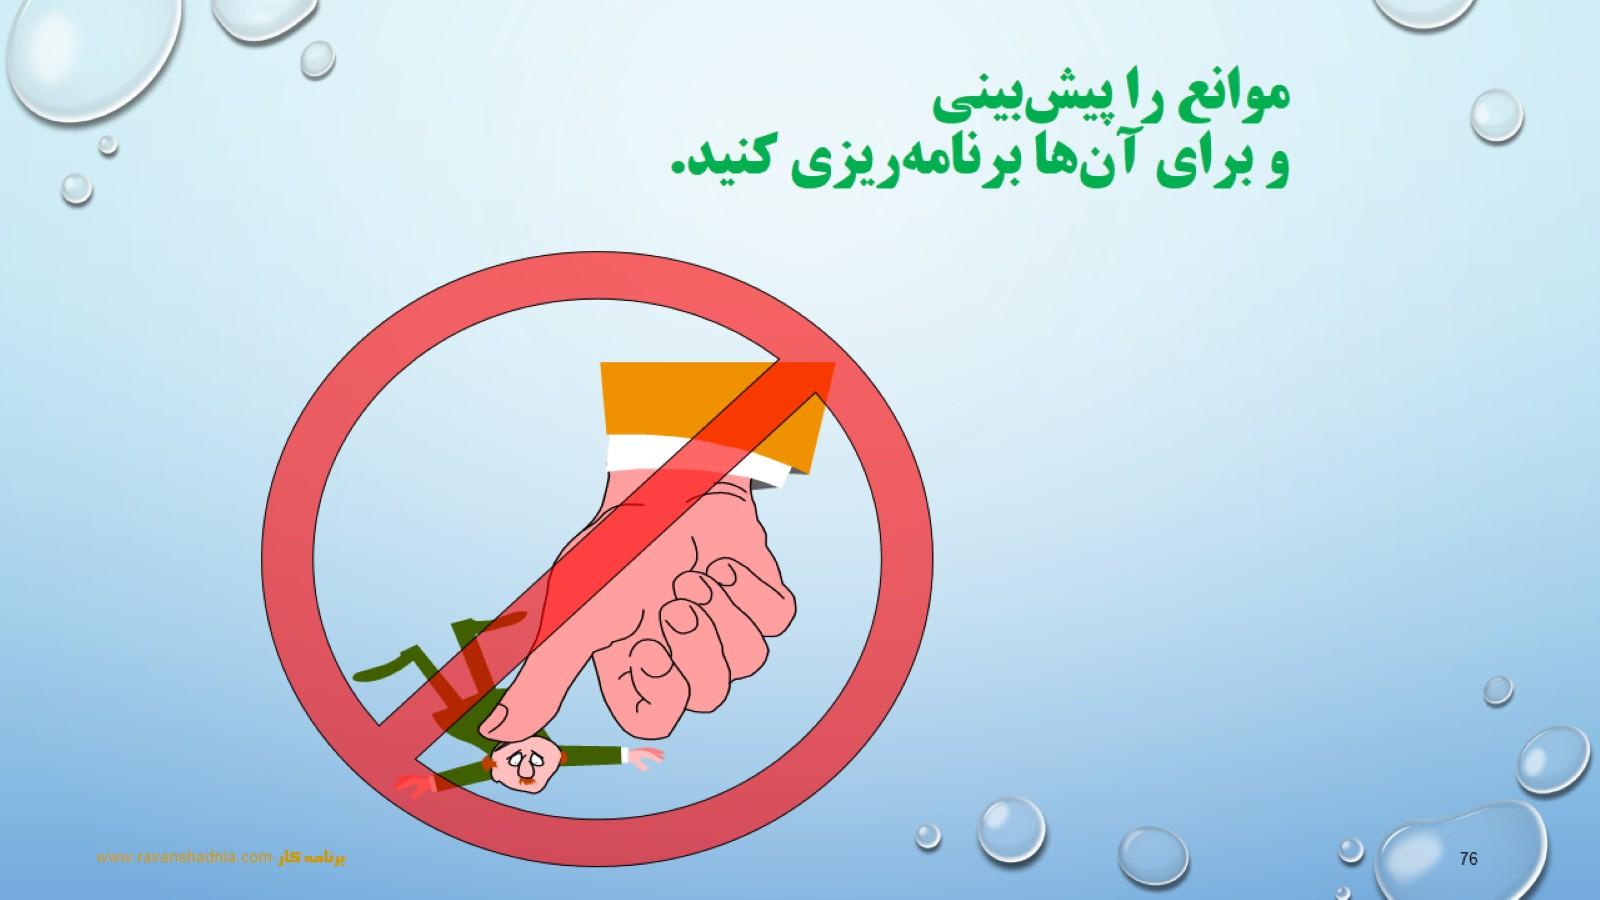 موانع را پیش‌بینی
و برای آن‌ها برنامه‌ریزی کنید.
برنامه کار www.ravanshadnia.com
76